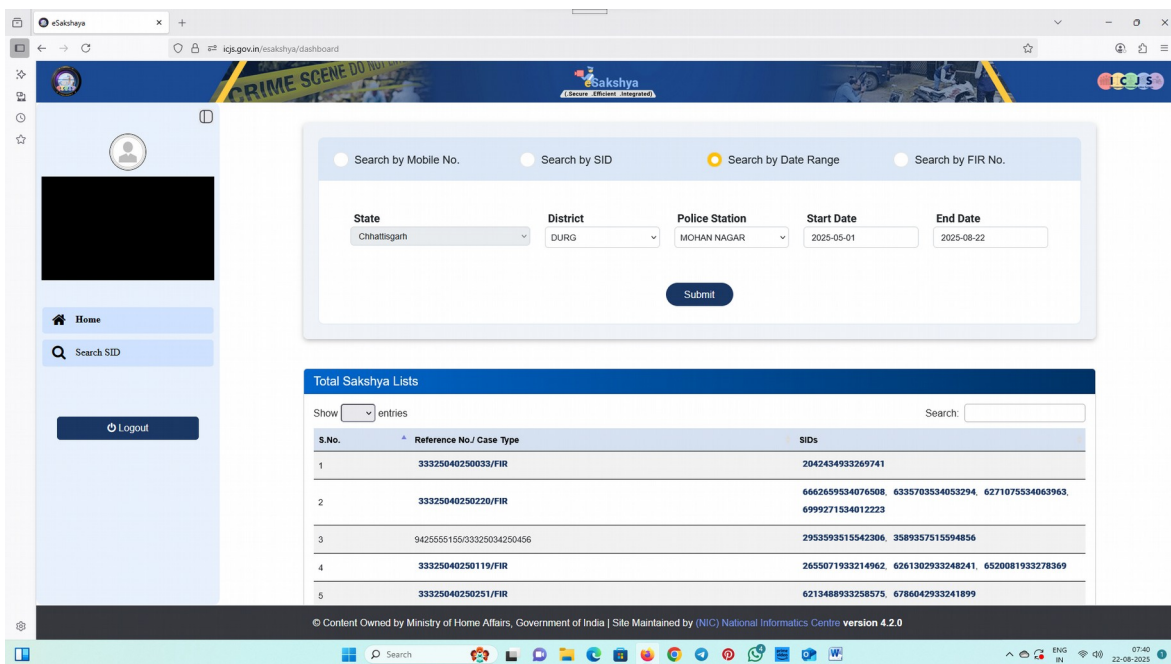 eSakshaya
icjs.gov.in/esakshya/dashboard
CRIME SCENE DO NOT
eSakshya
(.Secure .Efficient .Integrated)
ICJS
Search by Mobile No. Search by SID Search by Date Range Search by FIR No.
State District Police Station Start Date End Date
Chhattisgarh DURG MOHAN NAGAR 2025-05-01 2025-08-22
Submit
Home
Search SID
Logout
Total Sakshya Lists
Show entries Search:
S.No. Reference No./ Case Type SIDs
1 33325040250033/FIR 2042434933269741
2 33325040250220/FIR 6662659534076508, 6335703534053294, 6271075534063963,
6999271534012223
3 9425555155/33325034250456 2953593515542306, 3589357515594856
4 33325040250119/FIR 2655071933214962, 6261302933248241, 6520081933278369
5 33325040250251/FIR 6213488933258575, 6786042933241899
© Content Owned by Ministry of Home Affairs, Government of India | Site Maintained by (NIC) National Informatics Centre version 4.2.0
Search
ENG
IN
07:40
22-08-2025